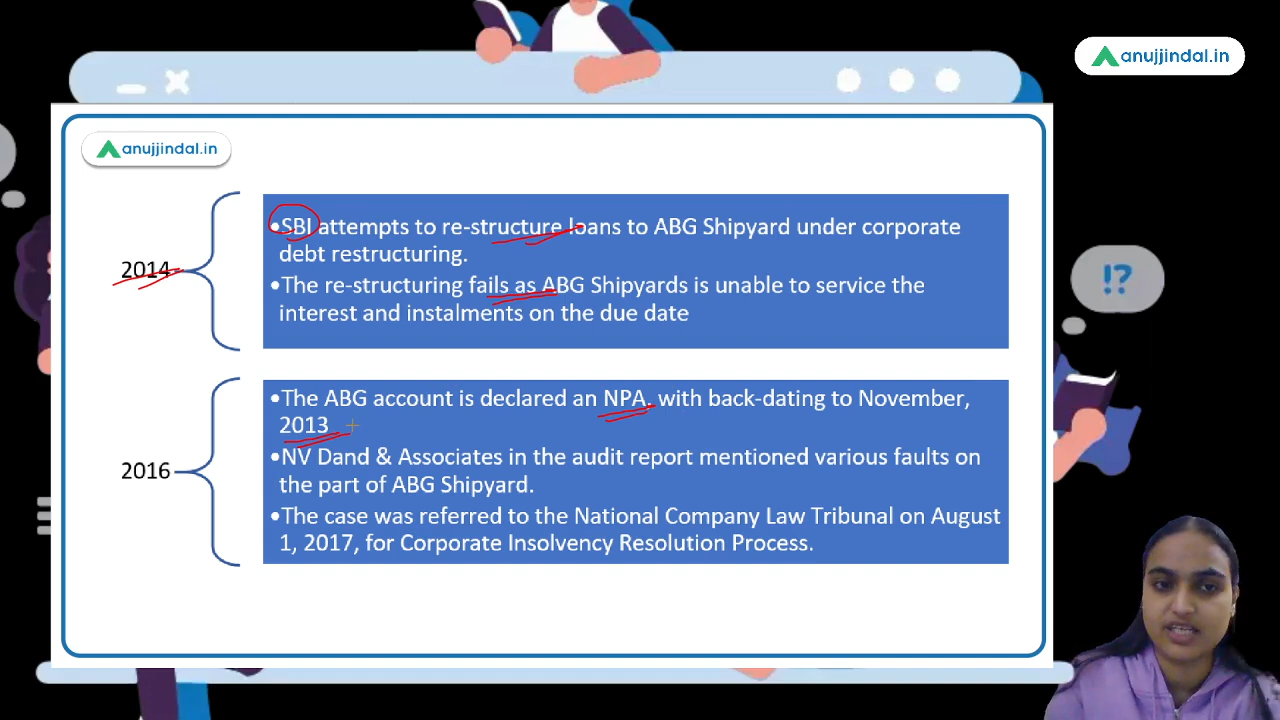 anujjindal.in
anujjindal.in
•SBI attempts to re-structure loans to ABG Shipyard under corporate
debt restructuring.
2014
•The re-structuring fails as ABG Shipyards is unable to service the
interest and instalments on the due date
•The ABG account is declared an NPA. with back-dating to November,
2013
•NV Dand & Associates in the audit report mentioned various faults on
2016
the part of ABG Shipyard.
•The case was referred to the National Company Law Tribunal on August
1, 2017, for Corporate Insolvency Resolution Process.
!?